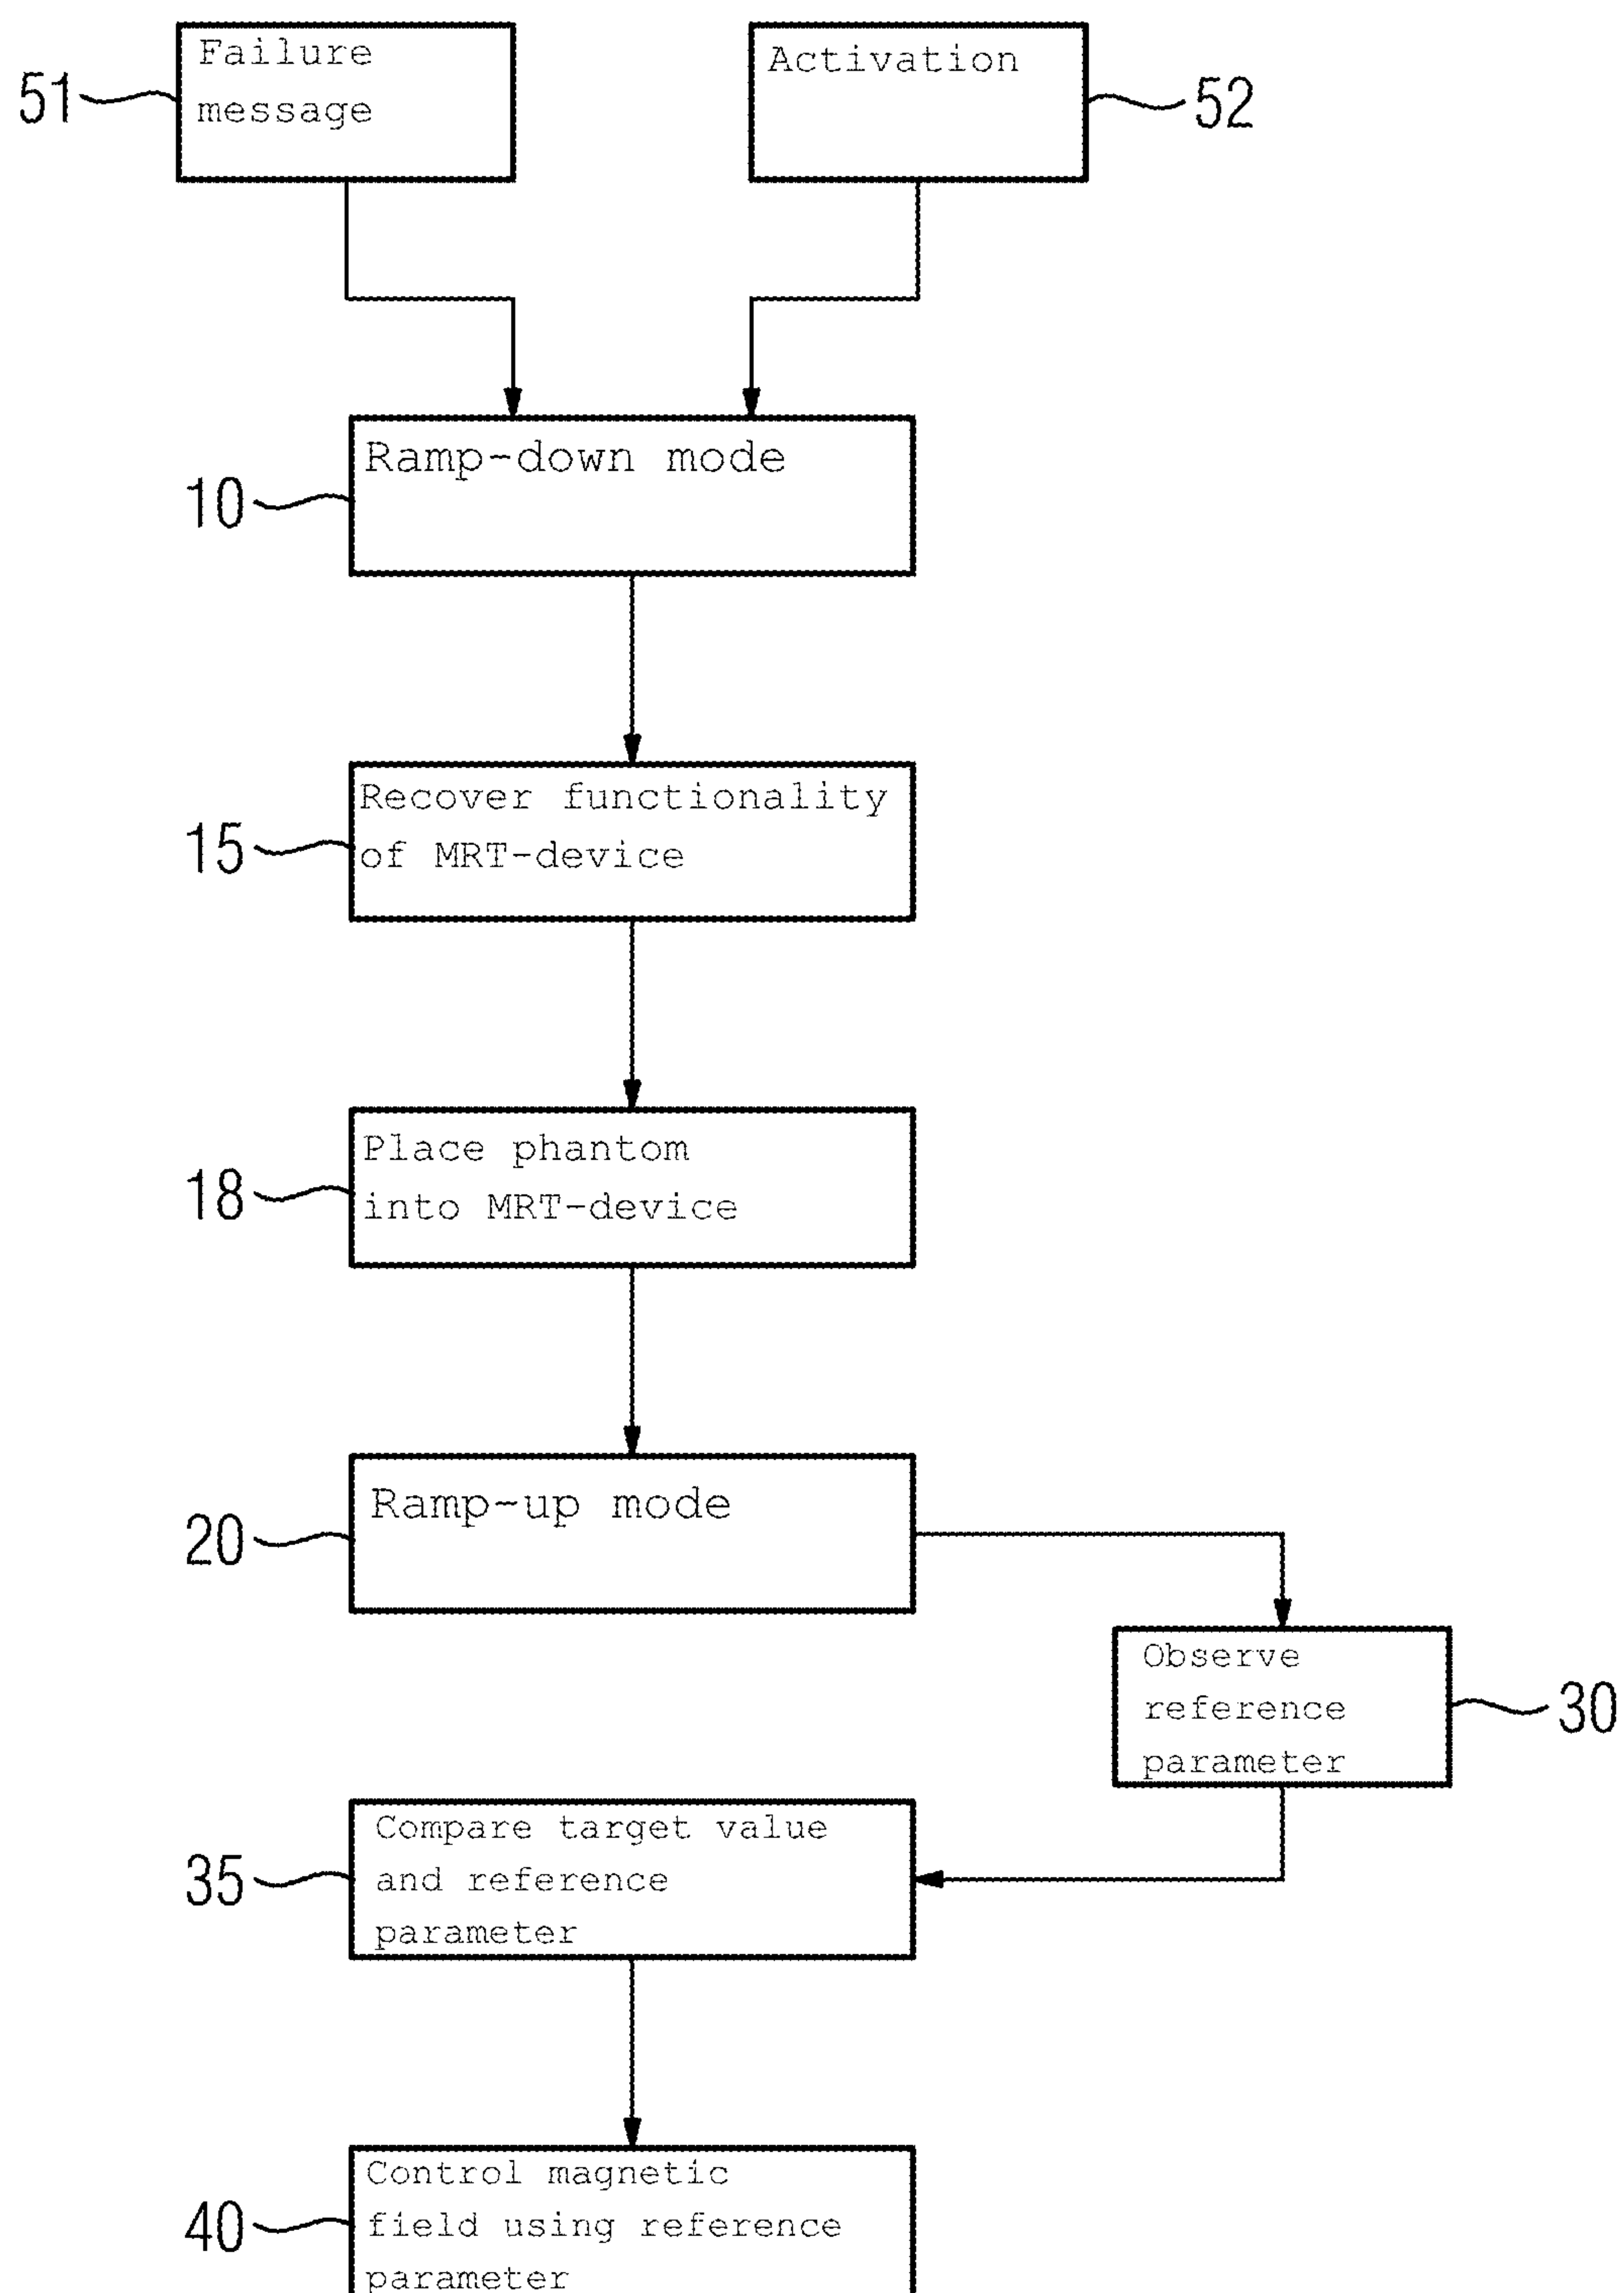 Failure
message
51
Activation
52
Ramp-down mode
10
Recover functionality
of MRT-device
15
Place phantom
into MRT-device
18
Ramp-up mode
20
Observe
reference
parameter
30
Compare target value
and reference
parameter
35
Control magnetic
field using reference
parameter
40